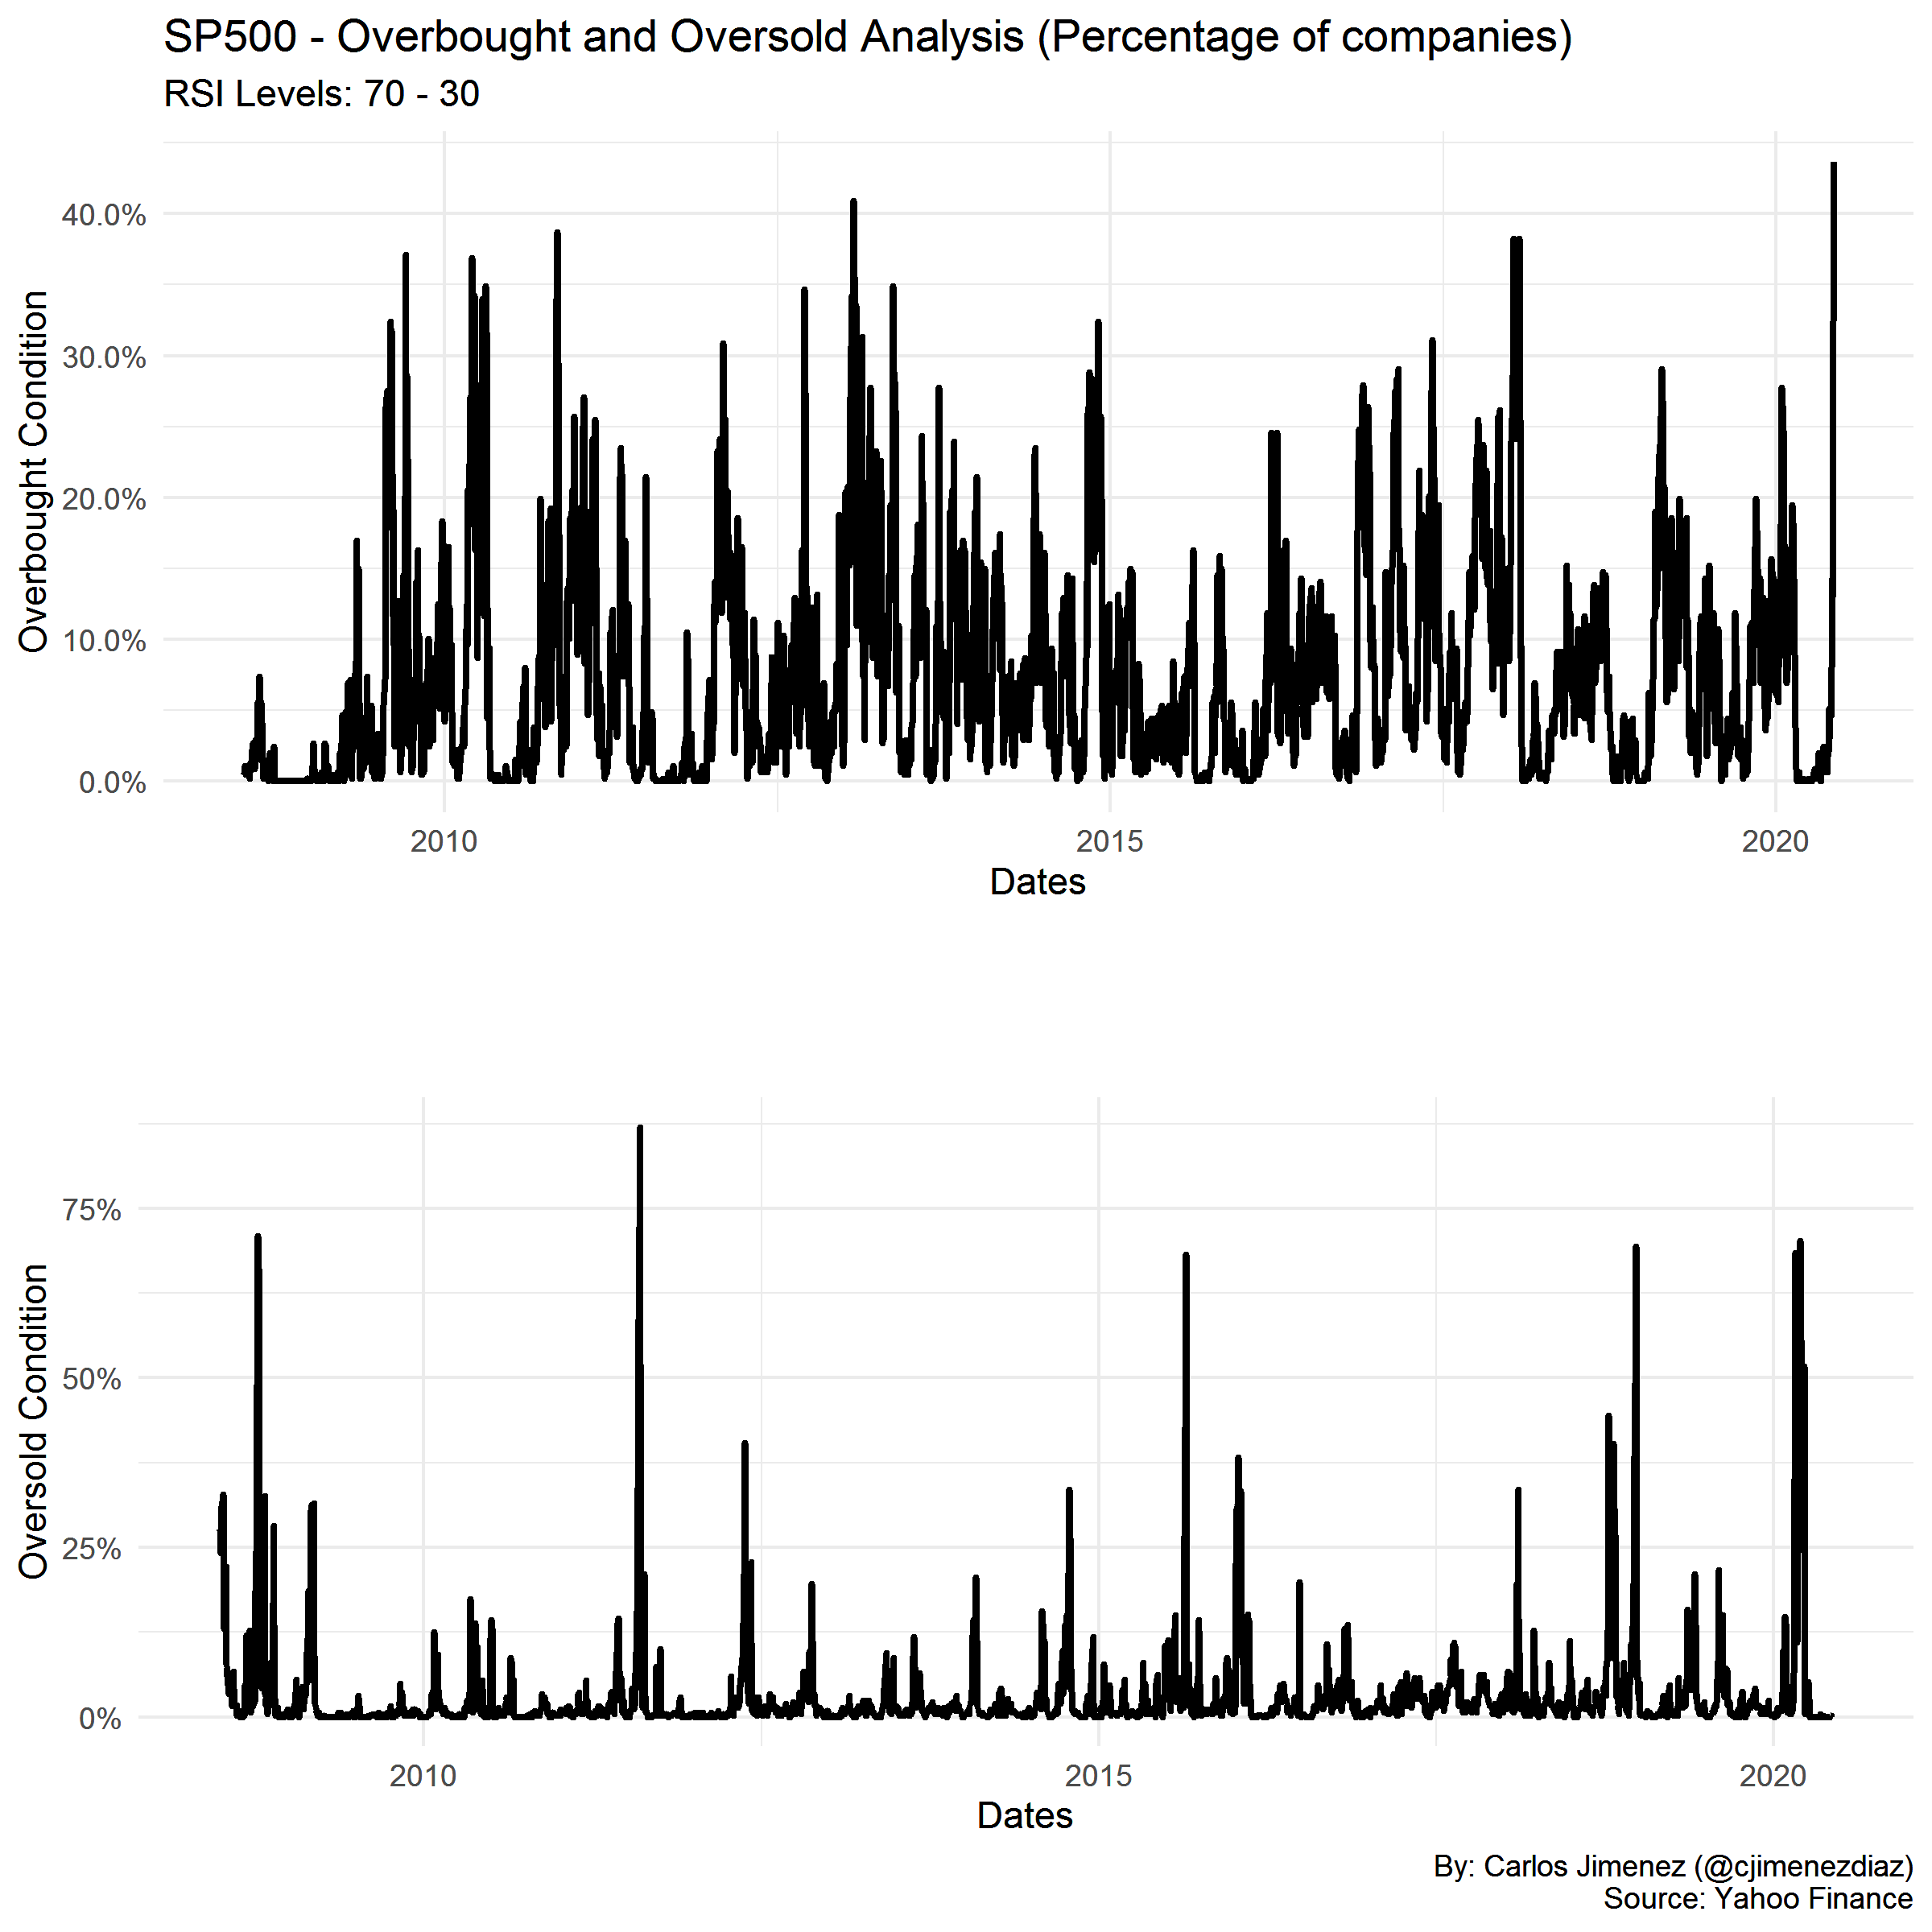 SP500 - Overbought and Oversold Analysis (Percentage of companies)
RSI Levels: 70 - 30
Overbought Condition
40.0%
30.0%
20.0%
10.0%
0.0%
2010
2015
2020
Dates
Oversold Condition
75%
50%
25%
0%
2010
2015
2020
Dates
By: Carlos Jimenez (@cjimenezdiaz)
Source: Yahoo Finance